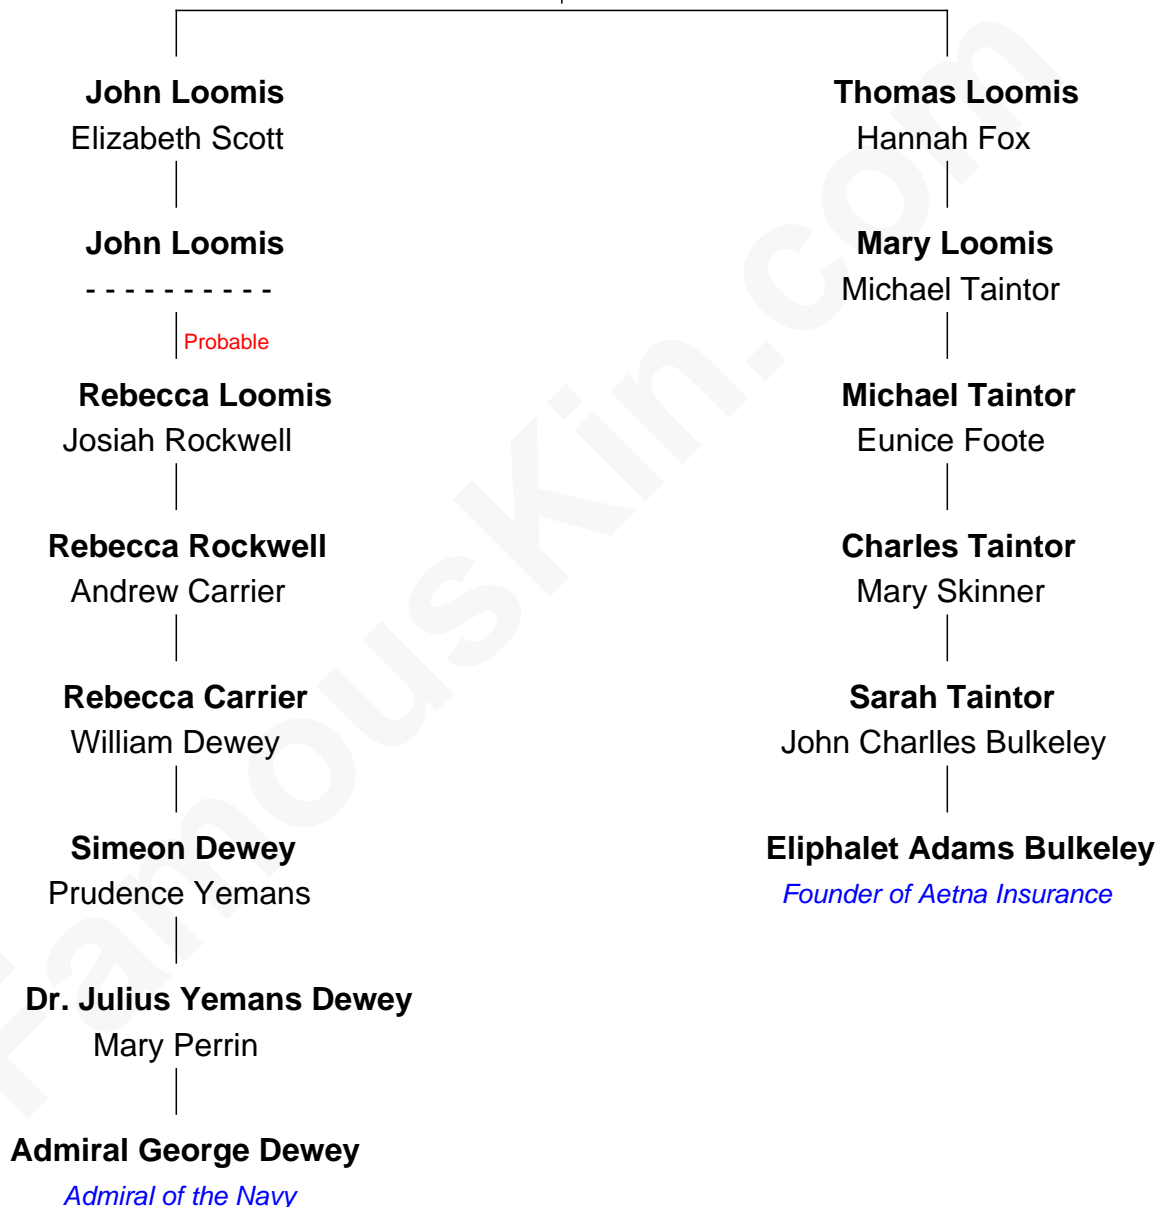 John Loomis
Elizabeth Scott
John Loomis
- - - - - - - - - -
Probable
Rebecca Loomis
Josiah Rockwell
Rebecca Rockwell
Andrew Carrier
Rebecca Carrier
William Dewey
Simeon Dewey
Prudence Yemans
Dr. Julius Yemans Dewey
Mary Perrin
Admiral George Dewey
Admiral of the Navy
Thomas Loomis
Hannah Fox
Mary Loomis
Michael Taintor
Michael Taintor
Eunice Foote
Charles Taintor
Mary Skinner
Sarah Taintor
John Charlles Bulkeley
Eliphalet Adams Bulkeley
Founder of Aetna Insurance
FamousKin.com